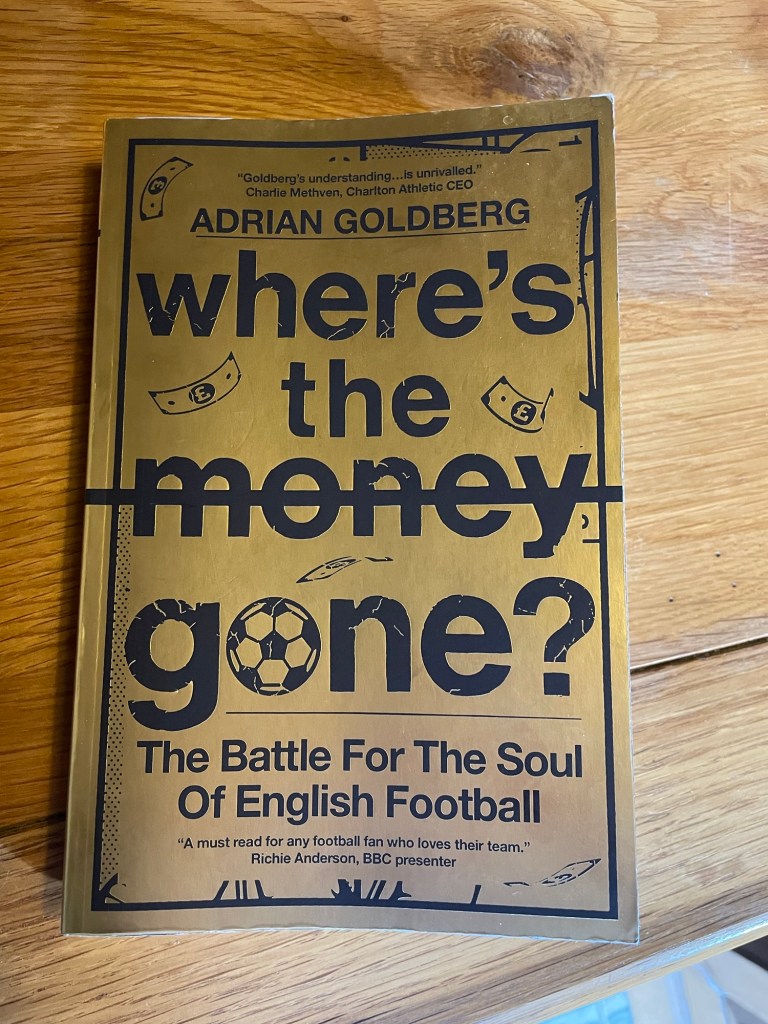 “Goldberg’s understanding...is unrivalled.”
Charlie Methven, Charlton Athletic CEO
ADRIAN GOLDBERG
where’s
the
money
gone?
The Battle For The Soul
Of English Football
“A must read for any football fan who loves their team.”
Richie Anderson, BBC presenter